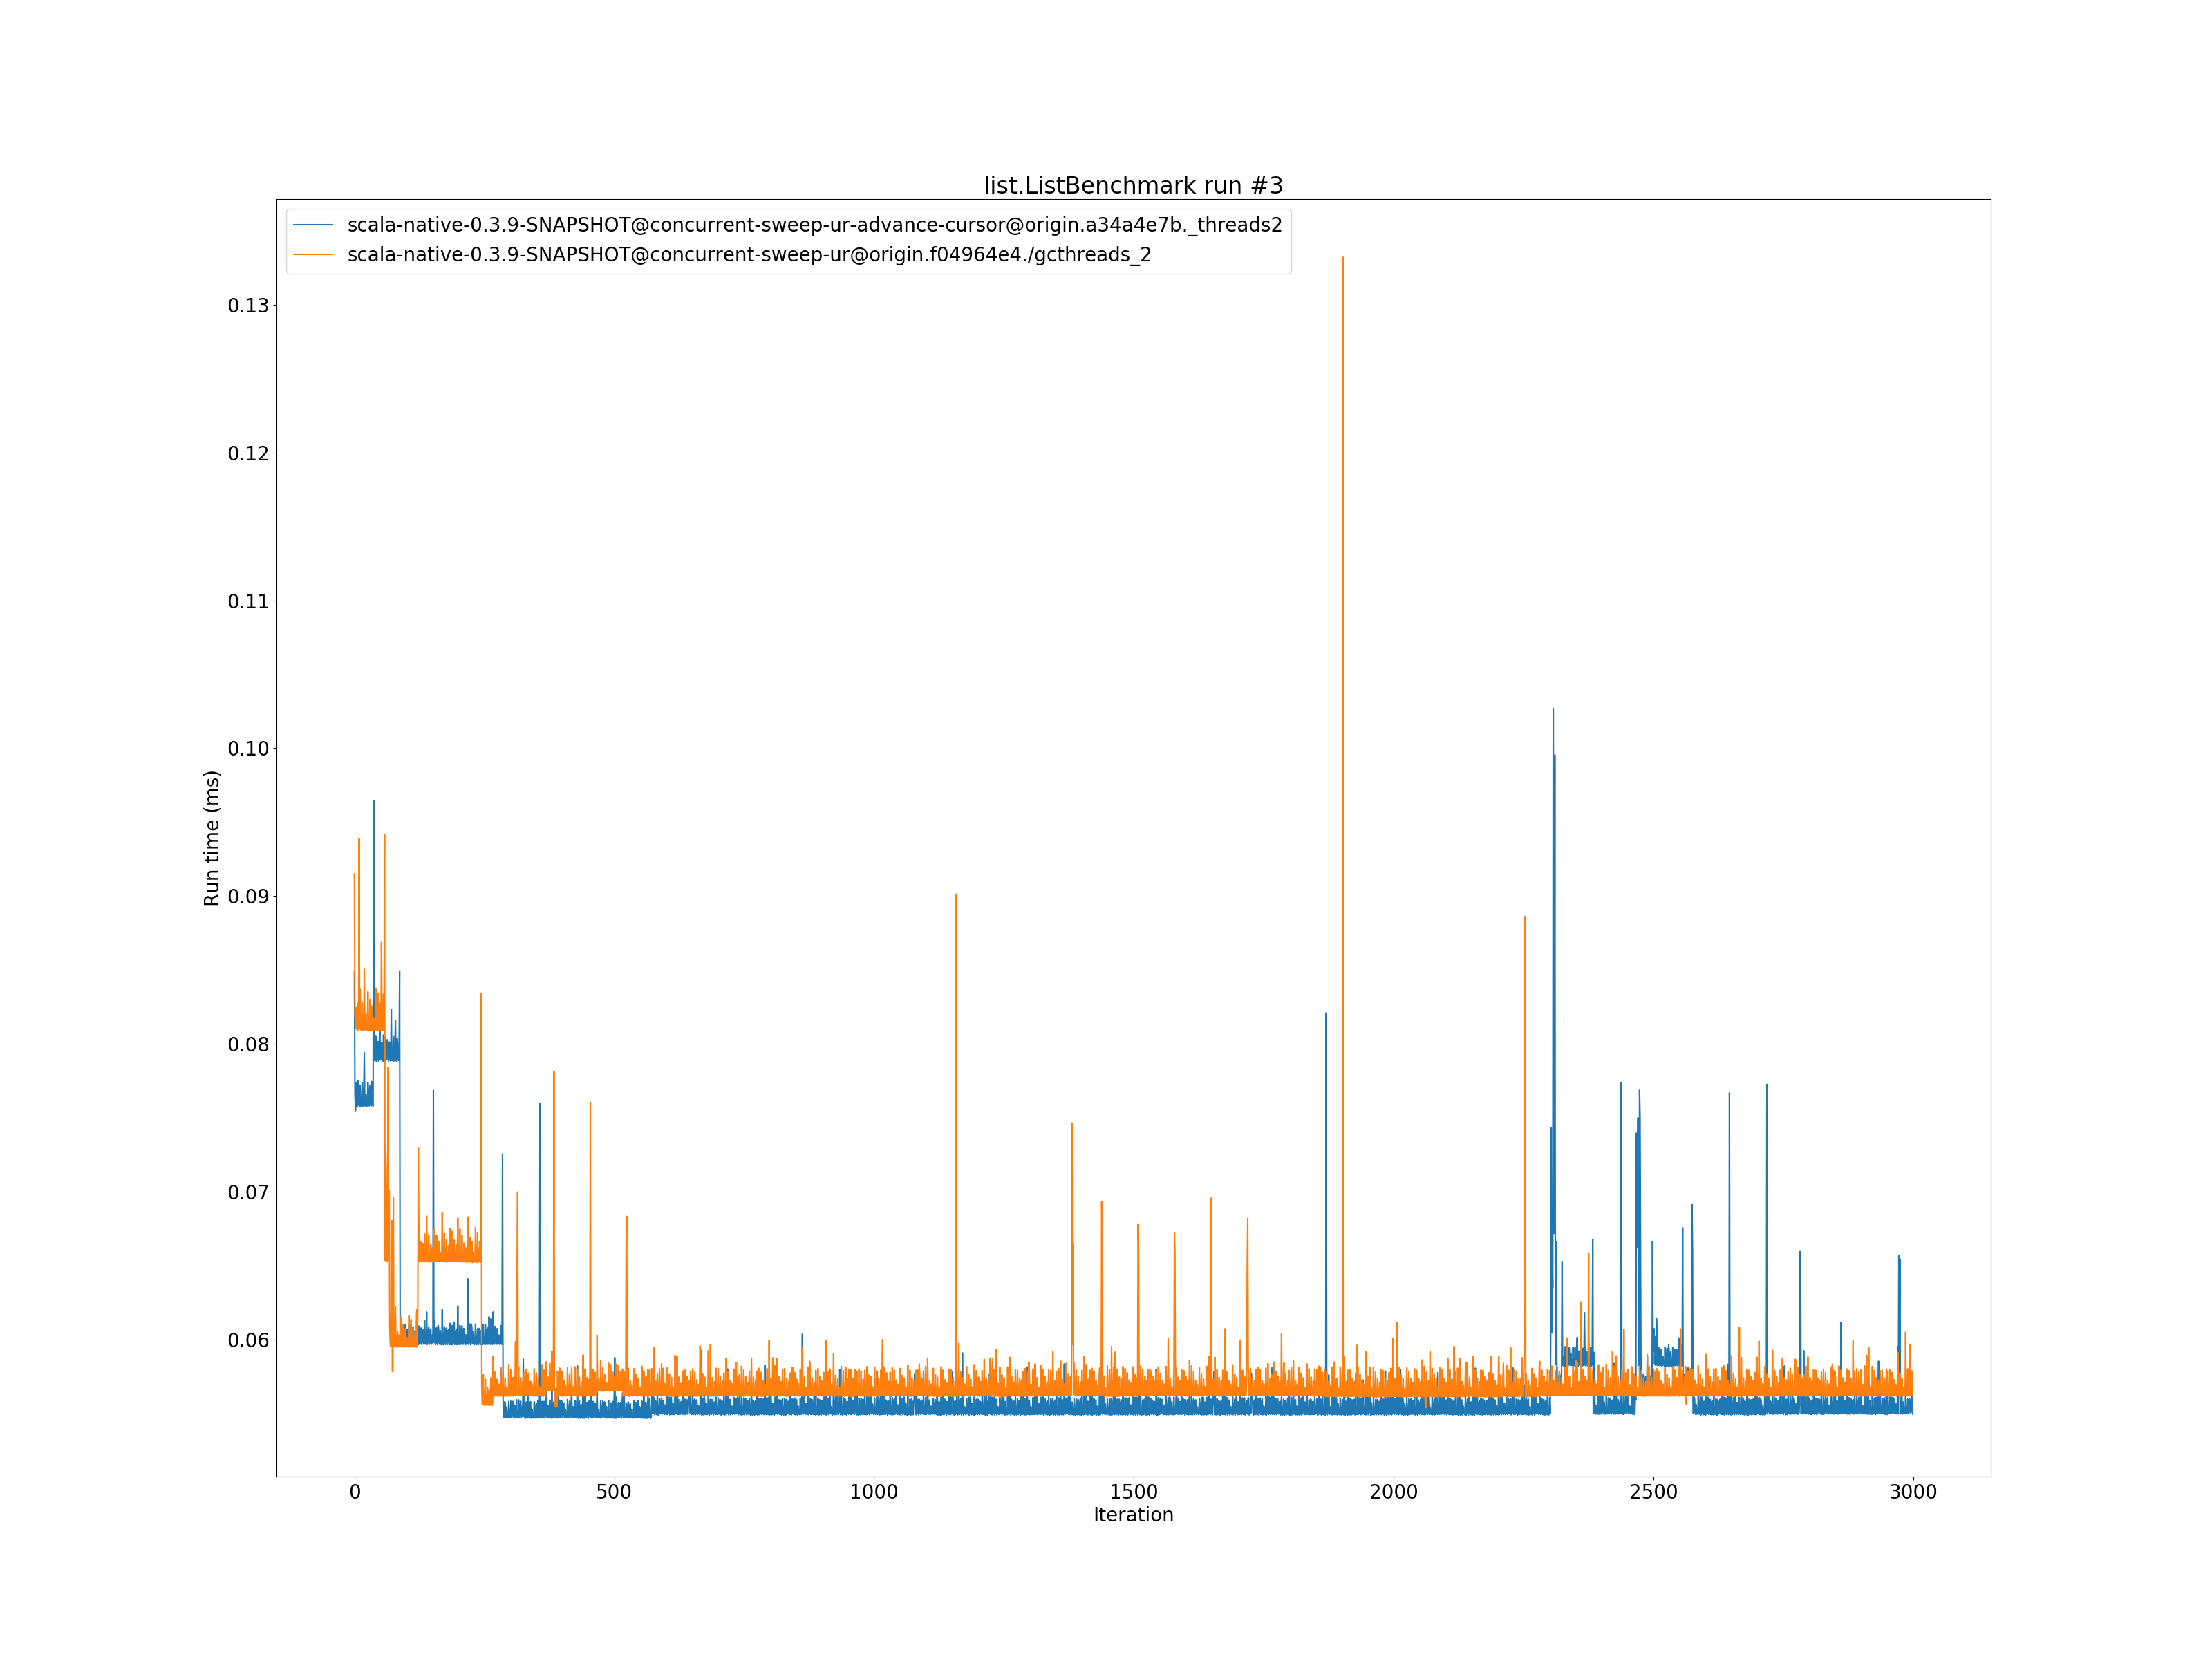 list.ListBenchmark run #3
scala-native-0.3.9-SNAPSHOT@concurrent-sweep-ur-advance-cursor@origin.a34a4e7b._threads2
scala-native-0.3.9-SNAPSHOT@concurrent-sweep-ur@origin.f04964e4./gcthreads_2
0.13
0.12
0.11
0.10
0.09
0.08
0.07
0.06
Run time (ms)
0 500 1000 1500 2000 2500 3000
Iteration